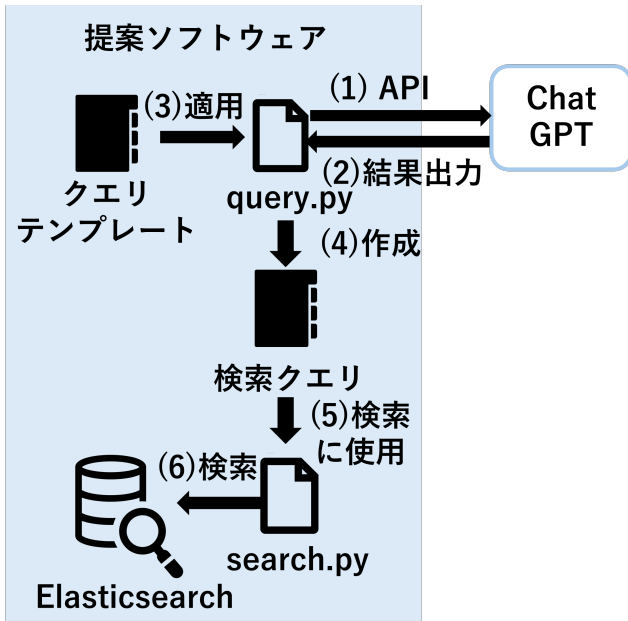 提案ソフトウェア
(1) API
Chat
GPT
(3)適用
(2)結果出力
クエリ
テンプレート
query.py
(4)作成
検索クエリ
(5)検索
に使用
(6)検索
search.py
Elasticsearch